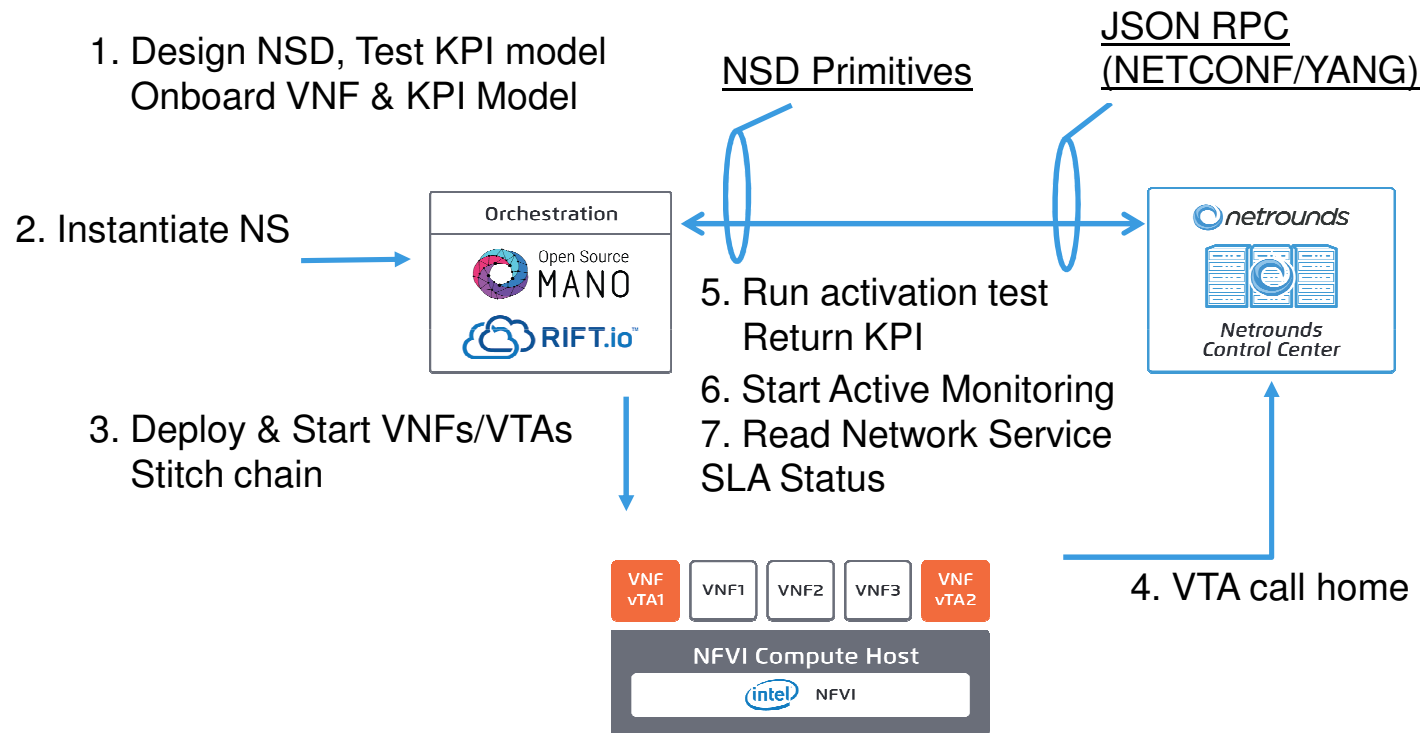 1. Design NSD, Test KPI model
Onboard VNF & KPI Model
NSD Primitives
JSON RPC
(NETCONF/YANG)
2. Instantiate NS
Orchestration
Open Source
MANO
RIFT.io™
netrounds
Netrounds
Control Center
5. Run activation test
Return KPI
6. Start Active Monitoring
7. Read Network Service
SLA Status
3. Deploy & Start VNFs/VTAs
Stitch chain
4. VTA call home
VNF
vTA1
VNF1
VNF2
VNF3
VNF
vTA2
NFVI Compute Host
intel
NFVI